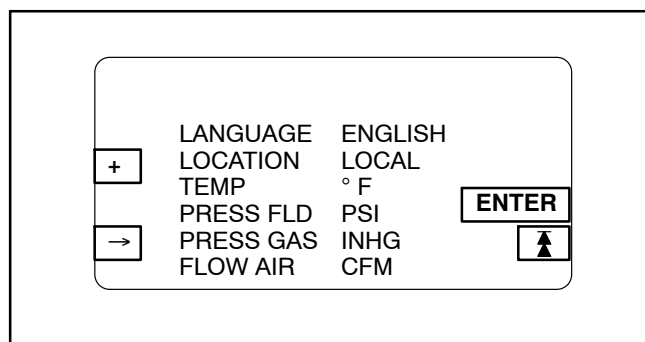 LANGUAGE ENGLISH
+ LOCATION LOCAL
TEMP ° F
PRESS FLD PSI ENTER
→ PRESS GAS INHG
FLOW AIR CFM